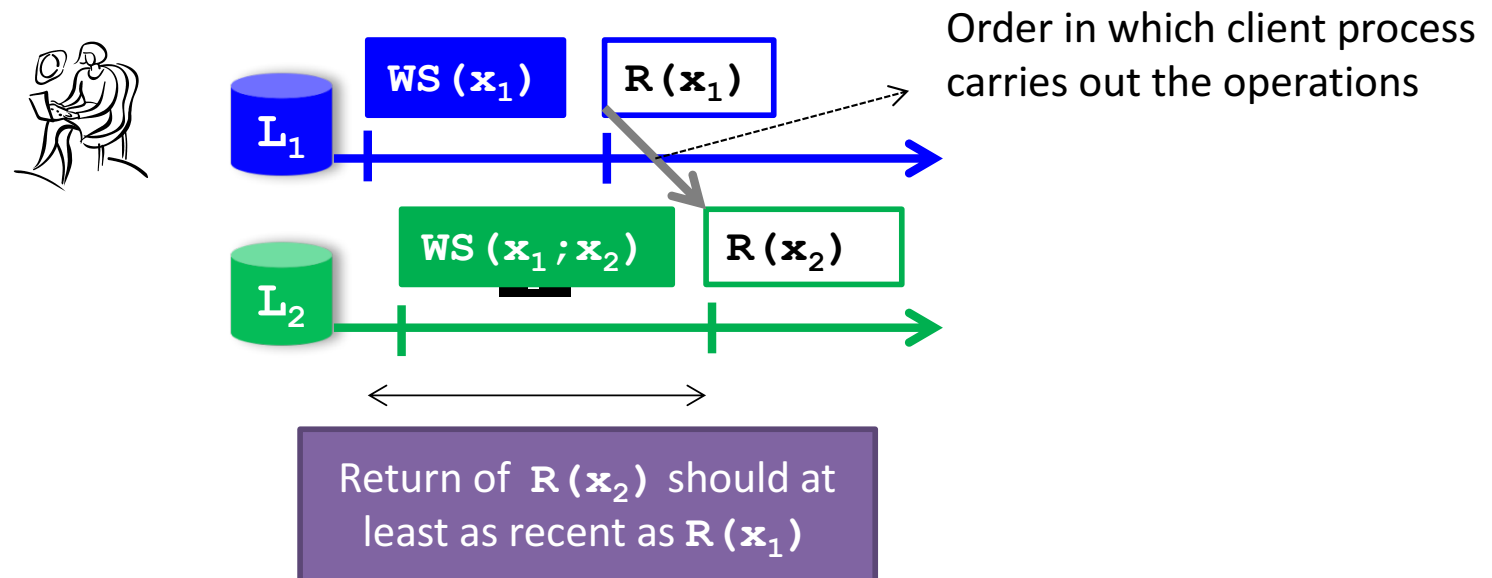 Order in which client process
carries out the operations
WS(x₁) R(x₁)
L₁
WS(x₁;x₂) R(x₂)
L₂
Return of R(x₂) should at
least as recent as R(x₁)